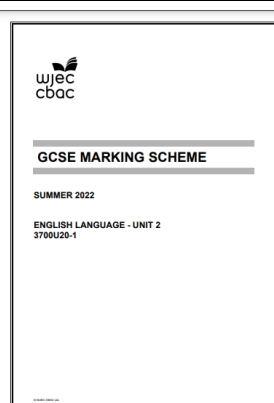 wjec
cbac
GCSE MARKING SCHEME
SUMMER 2022
ENGLISH LANGUAGE - UNIT 2
3700U20-1